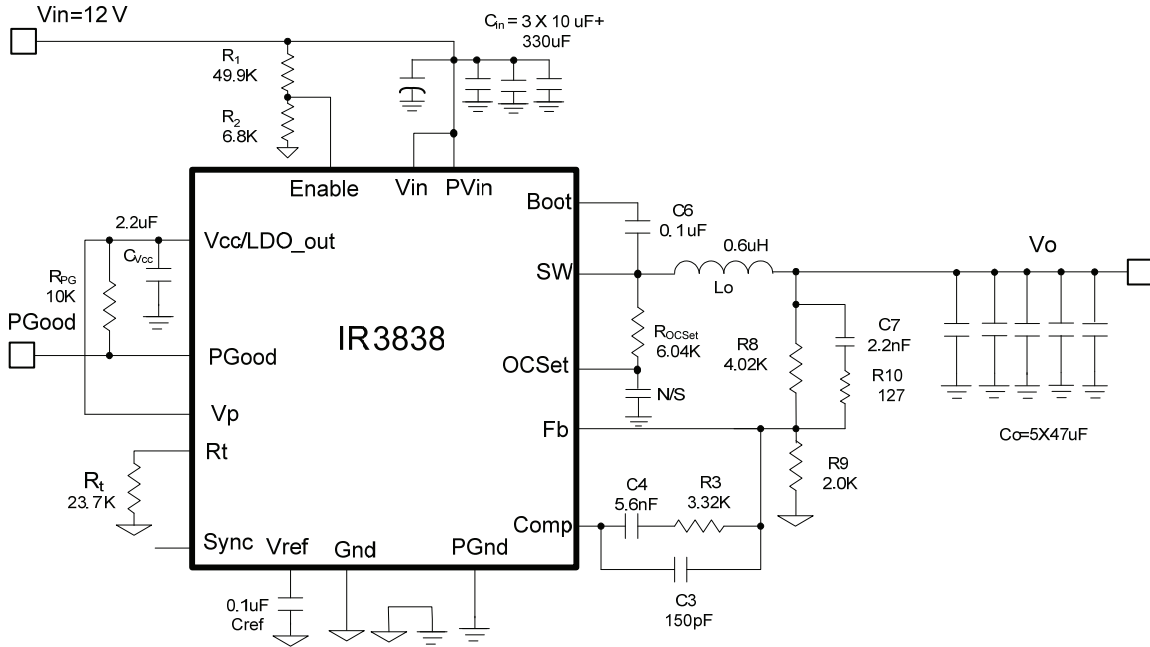 Vin=12 V
Cin = 3 X 10 uF+
330uF
R1
49.9K
R2
6.8K
Enable
Vin
PVin
Boot
C6
0.1uF
2.2uF
Vcc/LDO_out
CVcc
RPG
10K
PGood
SW
0.6uH
Lo
Vo
IR3838
PGood
ROCSet
6.04K
OCSet
N/S
R8
4.02K
C7
2.2nF
R10
127
Vp
Fb
Co=5X47uF
Rt
Rt
23.7K
R9
2.0K
C4
5.6nF
R3
3.32K
Comp
Sync
Vref
Gnd
PGnd
C3
150pF
0.1uF
Cref